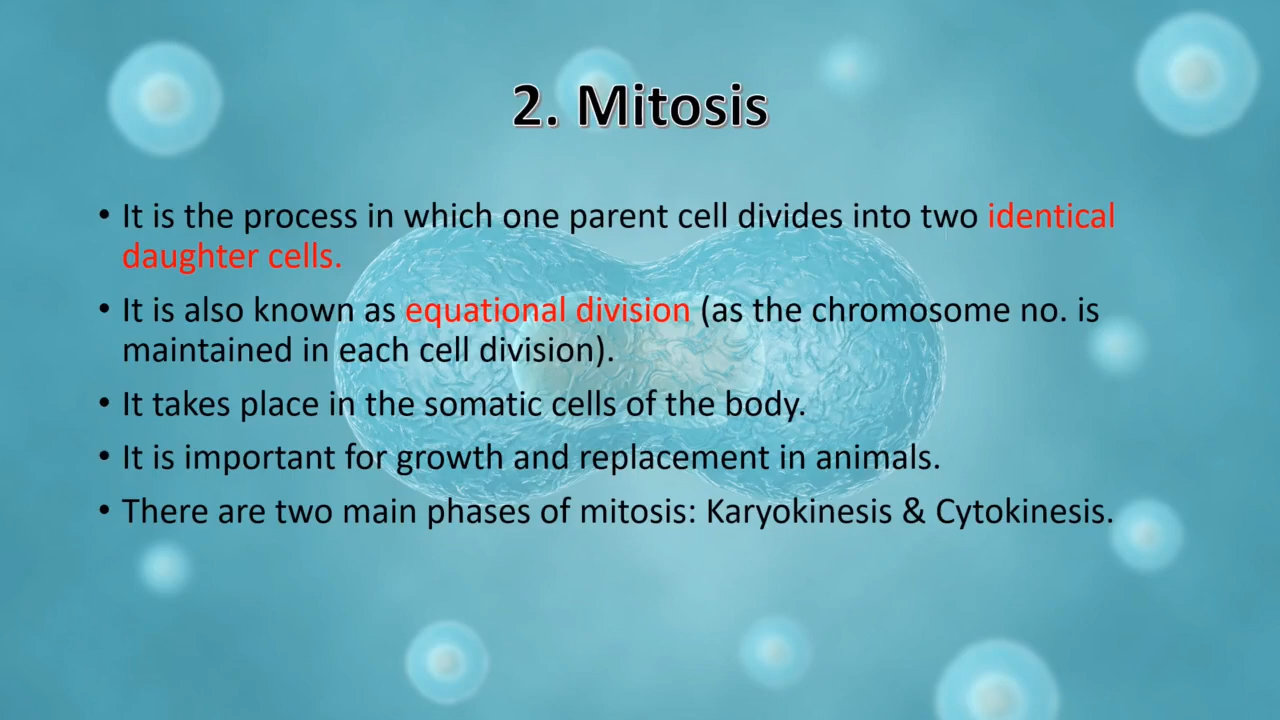 2. Mitosis
• It is the process in which one parent cell divides into two identical
daughter cells.
• It is also known as equational division (as the chromosome no. is
maintained in each cell division).
• It takes place in the somatic cells of the body.
• It is important for growth and replacement in animals.
• There are two main phases of mitosis: Karyokinesis & Cytokinesis.